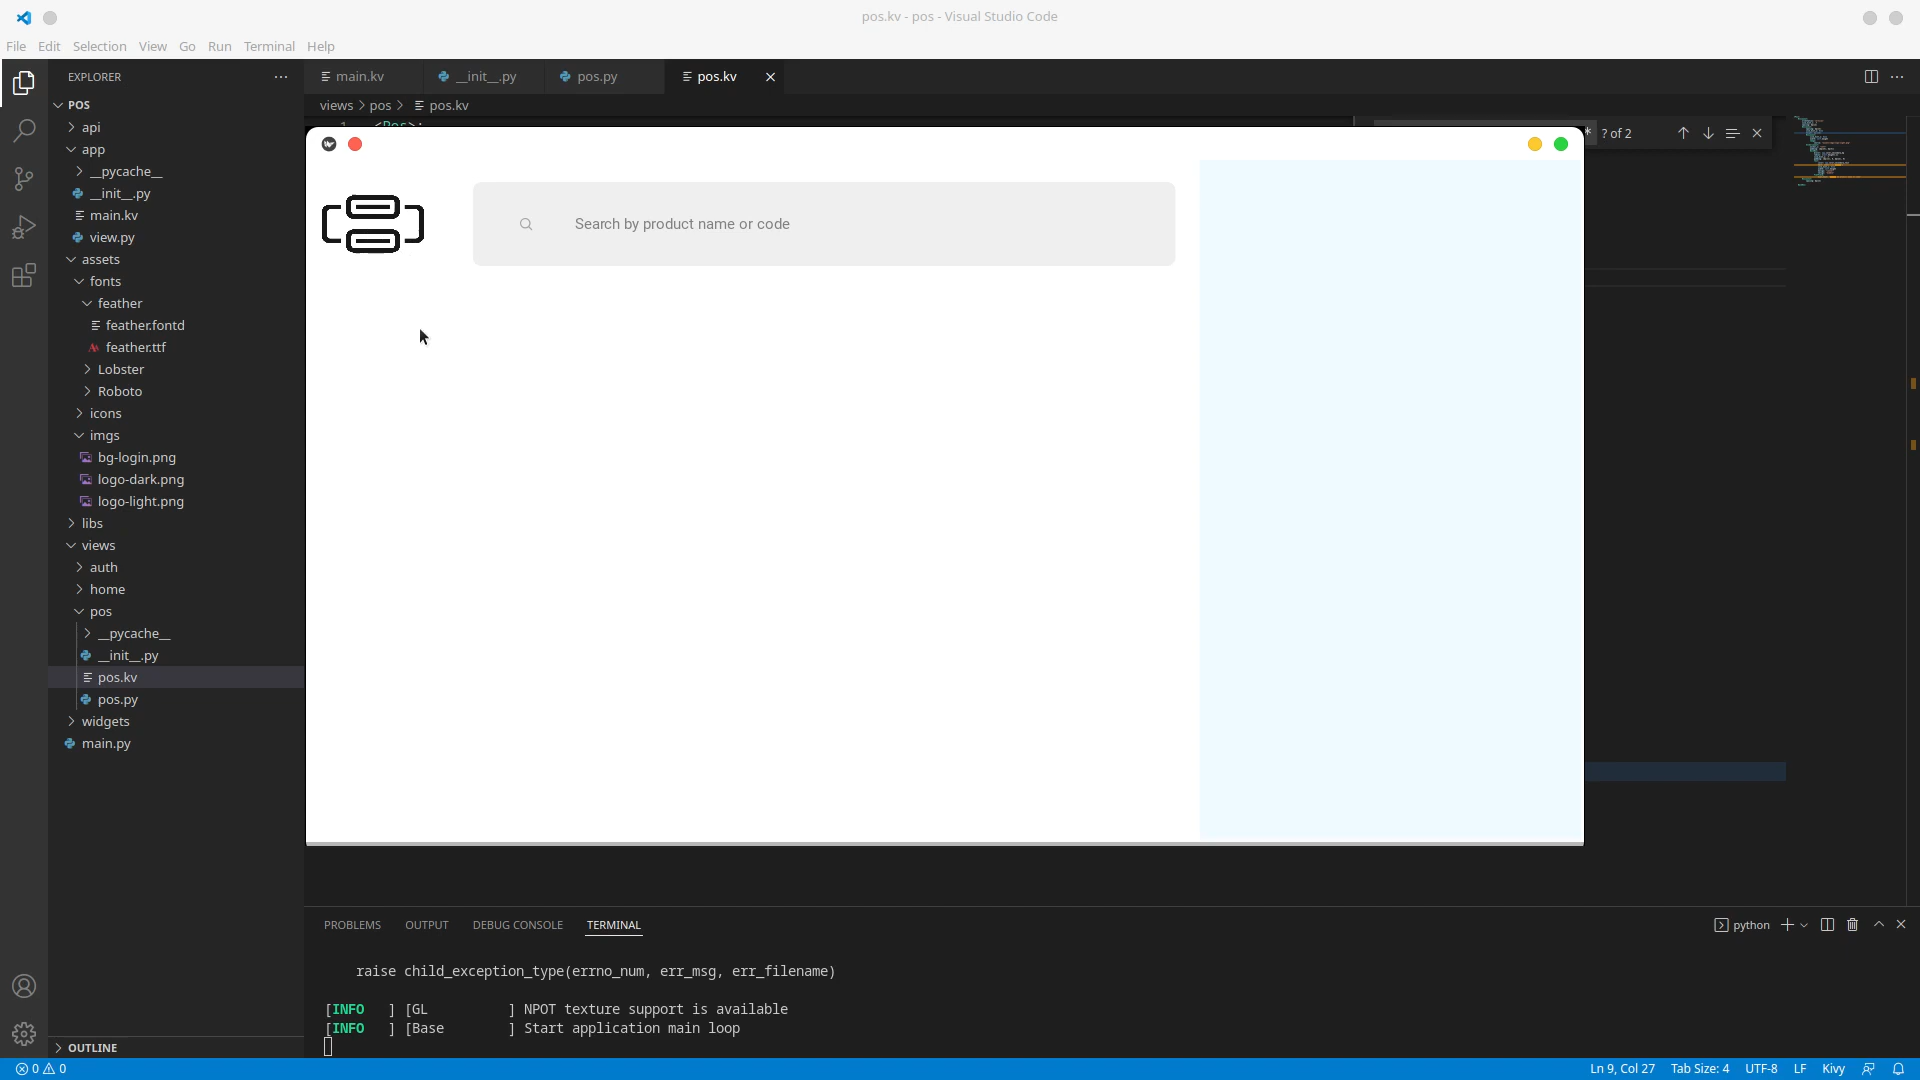 pos.kv - pos - Visual Studio Code
File Edit Selection View Go Run Terminal Help
EXPLORER
POS
api
app
__pycache__
__init__.py
main.kv
view.py
assets
fonts
feather
feather.fontd
feather.ttf
Lobster
Roboto
icons
imgs
bg-login.png
logo-dark.png
logo-light.png
libs
views
auth
home
pos
__pycache__
__init__.py
pos.kv
pos.py
widgets
main.py
OUTLINE
main.kv __init__.py pos.py pos.kv
views > pos > pos.kv
1 <Pos>:
? of 2
Search by product name or code
PROBLEMS OUTPUT DEBUG CONSOLE TERMINAL
python
raise child_exception_type(errno_num, err_msg, err_filename)
[INFO   ] [GL          ] NPOT texture support is available
[INFO   ] [Base        ] Start application main loop
0 0
Ln 9, Col 27 Tab Size: 4 UTF-8 LF Kivy